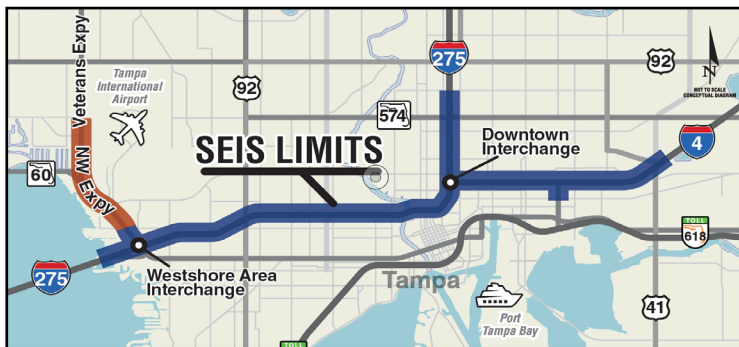 Veterans Expy
Tampa
International
Airport
92
275
92
N
NOT TO SCALE
CONCEPTUAL DIAGRAM
574
SEIS LIMITS
Downtown
Interchange
4
60
NW Expy
TOLL
618
275
Westshore Area
Interchange
Tampa
Port
Tampa Bay
41
TOLL